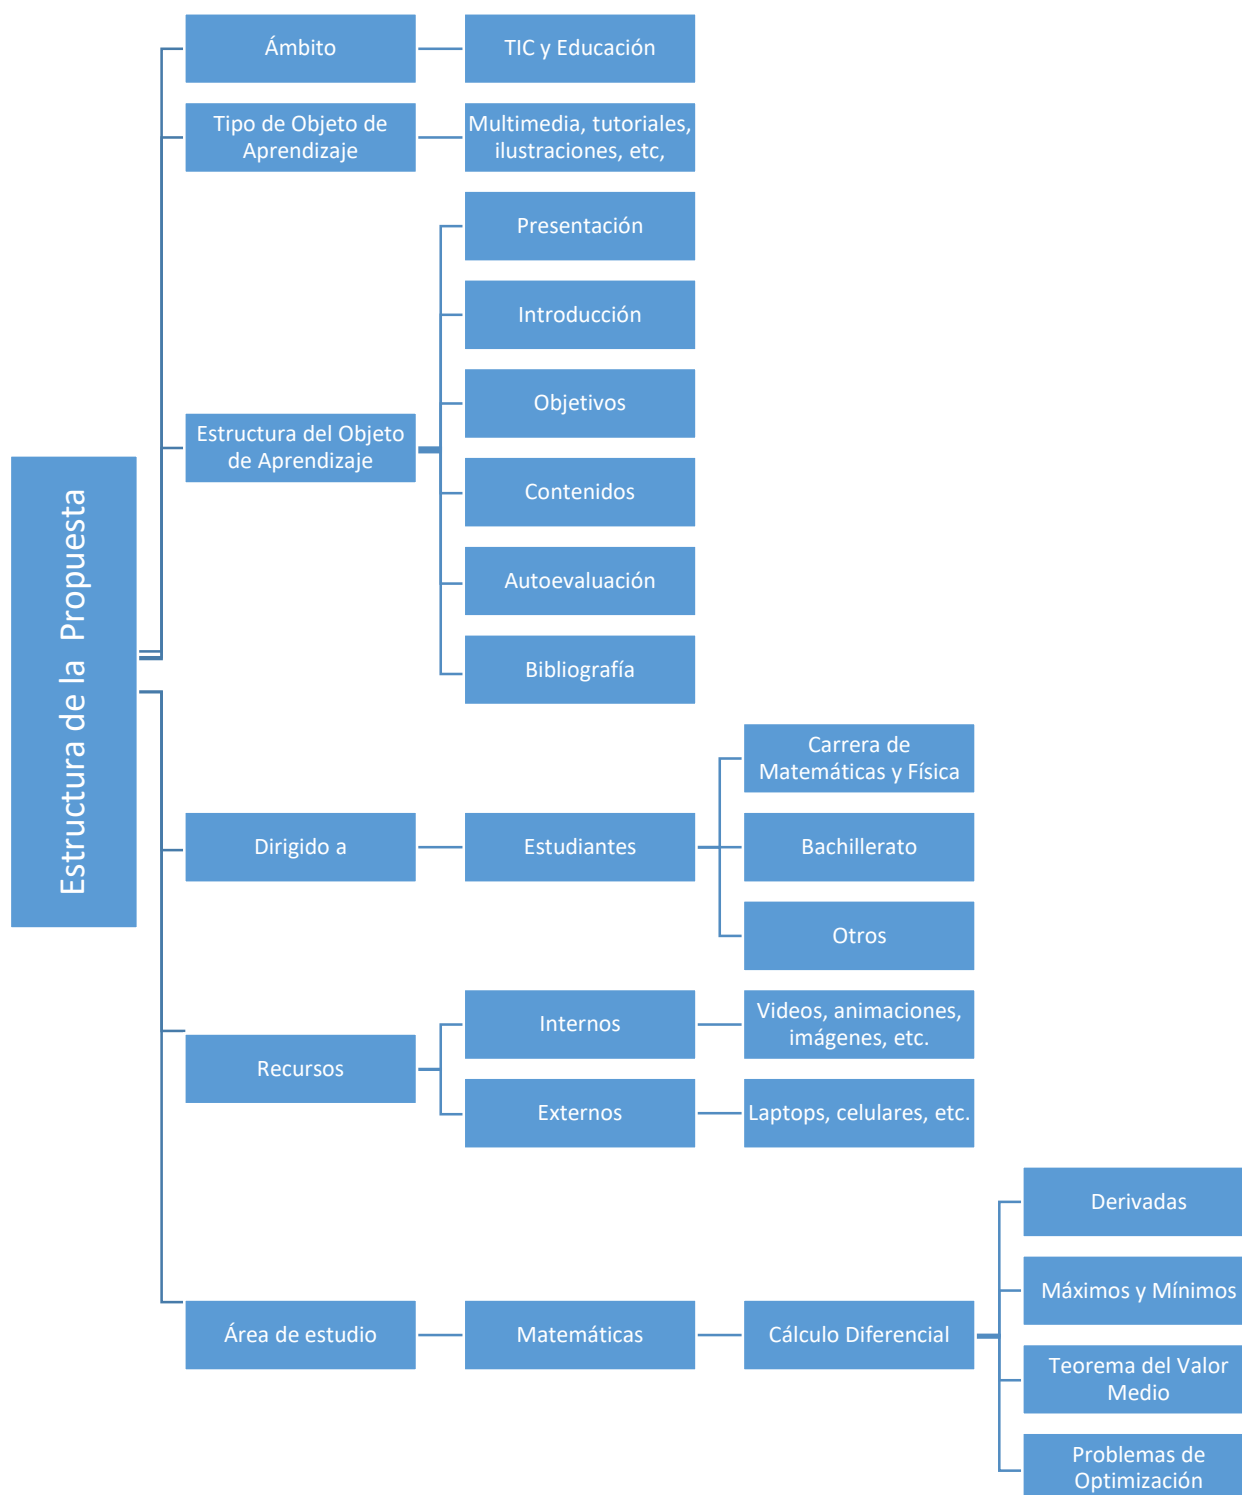 Estructura de la Propuesta
Ámbito
TIC y Educación
Tipo de Objeto de
Aprendizaje
Multimedia, tutoriales,
ilustraciones, etc,
Estructura del Objeto
de Aprendizaje
Presentación
Introducción
Objetivos
Contenidos
Autoevaluación
Bibliografía
Dirigido a
Estudiantes
Carrera de
Matemáticas y Física
Bachillerato
Otros
Recursos
Internos
Videos, animaciones,
imágenes, etc.
Externos
Laptops, celulares, etc.
Área de estudio
Matemáticas
Cálculo Diferencial
Derivadas
Máximos y Mínimos
Teorema del Valor
Medio
Problemas de
Optimización